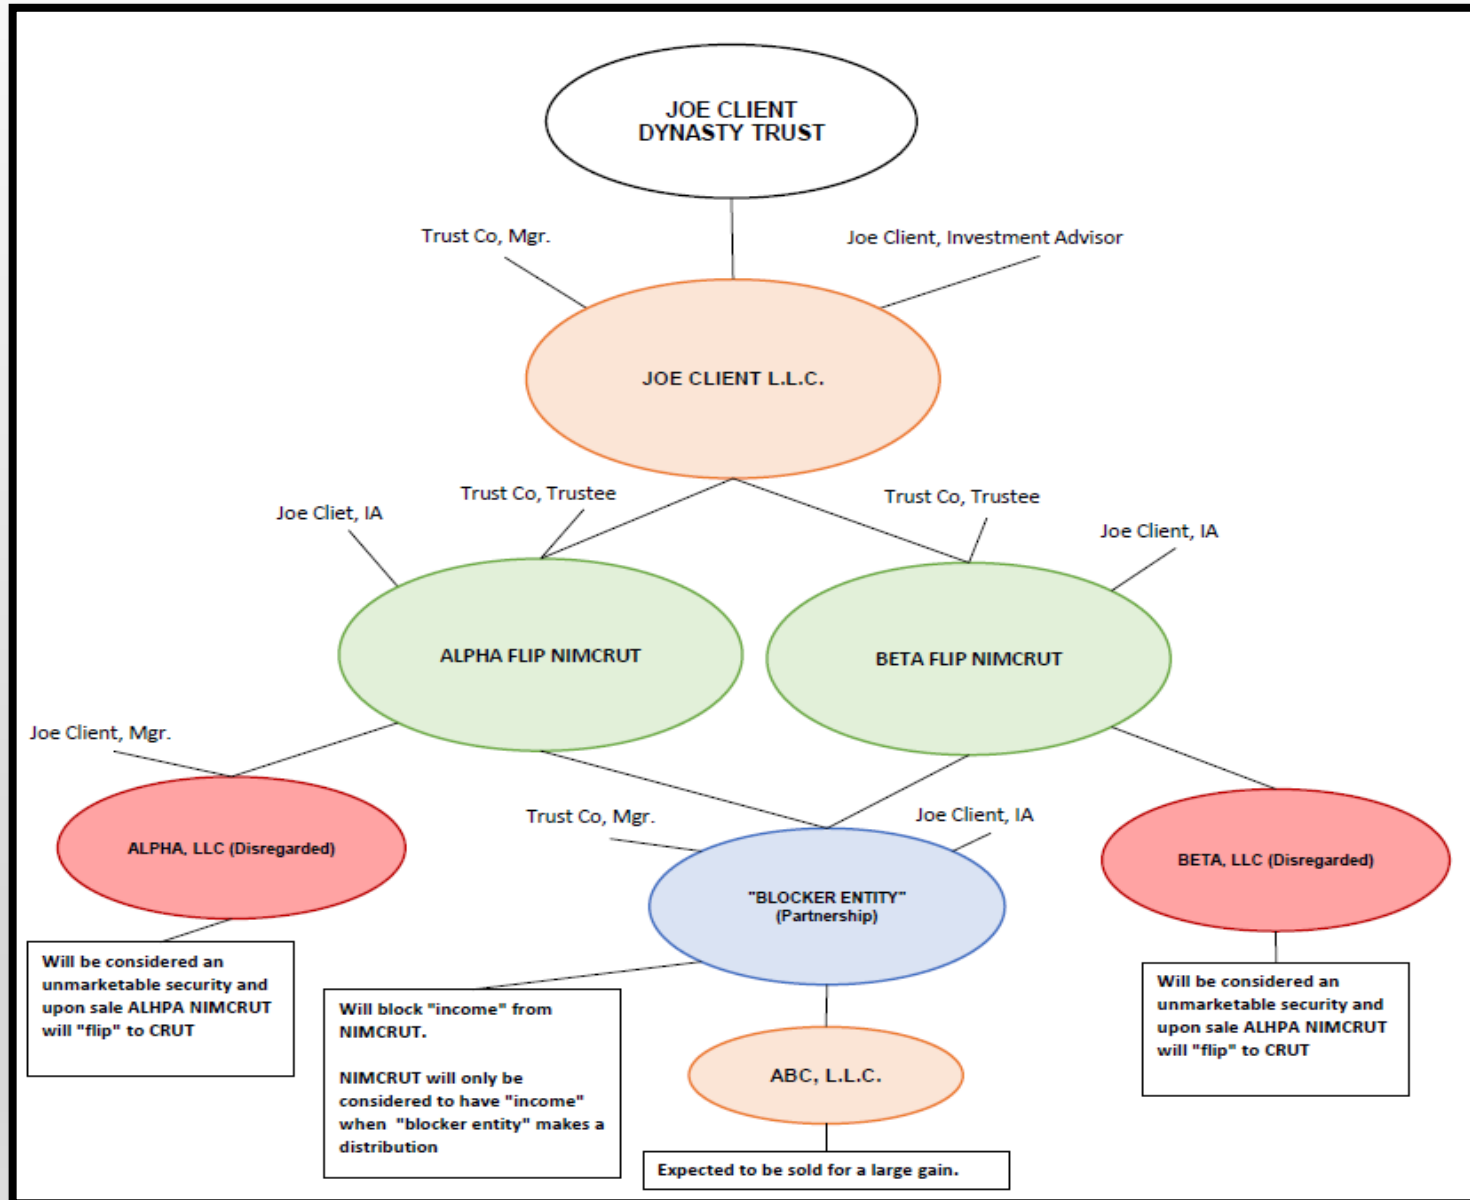 JOE CLIENT
DYNASTY TRUST
Trust Co, Mgr.
Joe Client, Investment Advisor
JOE CLIENT L.L.C.
Joe Cliet, IA
Trust Co, Trustee
Trust Co, Trustee
Joe Client, IA
ALPHA FLIP NIMCRUT
BETA FLIP NIMCRUT
Joe Client, Mgr.
Trust Co, Mgr.
Joe Client, IA
ALPHA, LLC (Disregarded)
"BLOCKER ENTITY"
(Partnership)
BETA, LLC (Disregarded)
Will be considered an
unmarketable security and
upon sale ALHPA NIMCRUT
will "flip" to CRUT
Will block "income" from
NIMCRUT.
NIMCRUT will only be
considered to have "income"
when "blocker entity" makes a
distribution
ABC, L.L.C.
Expected to be sold for a large gain.
Will be considered an
unmarketable security and
upon sale ALHPA NIMCRUT
will "flip" to CRUT